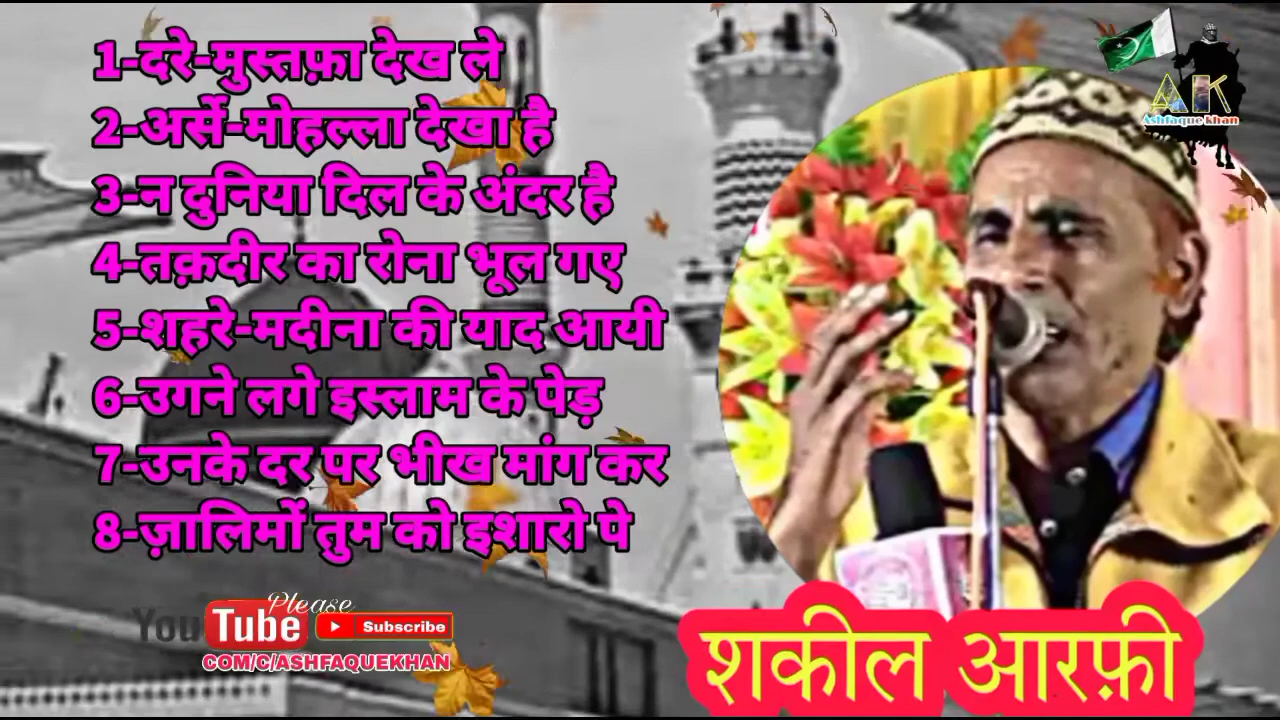 1-दरे-मुस्तफ़ा देख ले
2-अर्से-मोहल्ला देखा है
3-न दुनिया दिल के अंदर है
4-तक़दीर का रोना भूल गए
5-शहरे-मदीना की याद आयी
6-उगने लगे इस्लाम के पेड़
7-उनके दर पर भीख मांग कर
8-ज़ालिमों तुम को इशारो पे
AK
Ashfaque Khan
Please
YouTube Subscribe
COM/C/ASHFAQUEKHAN
शकील आरफ़ी